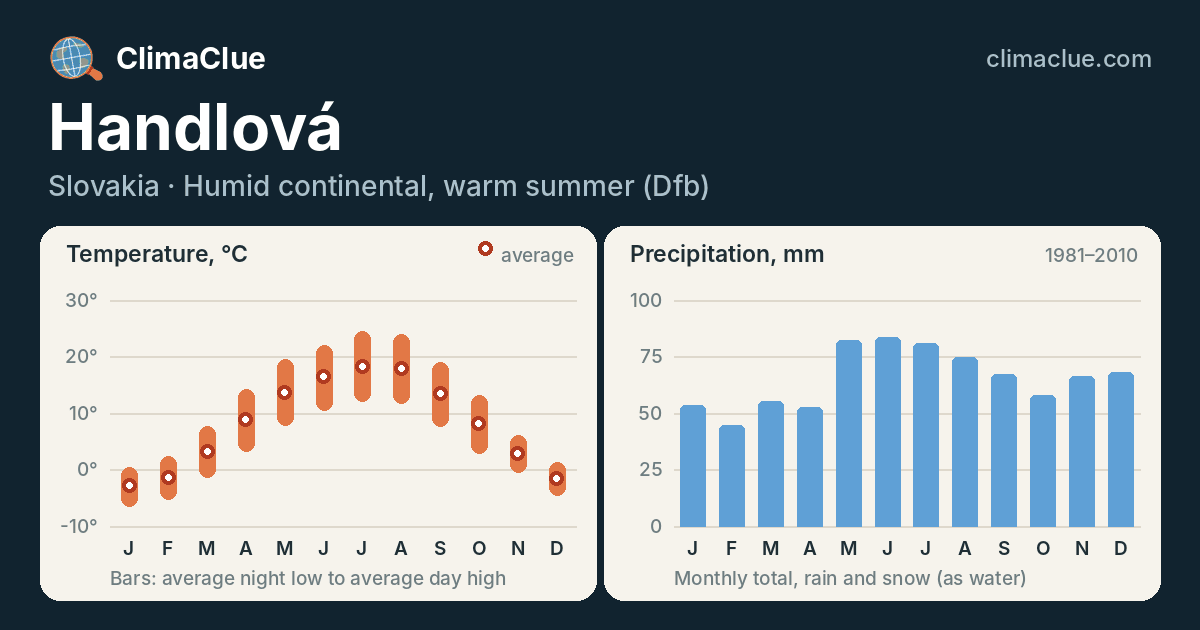 ClimaClue
climaclue.com
Handlová
Slovakia · Humid continental, warm summer (Dfb)
Temperature, °C
average
30°
20°
10°
0°
-10°
J F M A M J J A S O N D
Bars: average night low to average day high
Precipitation, mm
1981–2010
100
75
50
25
0
J F M A M J J A S O N D
Monthly total, rain and snow (as water)